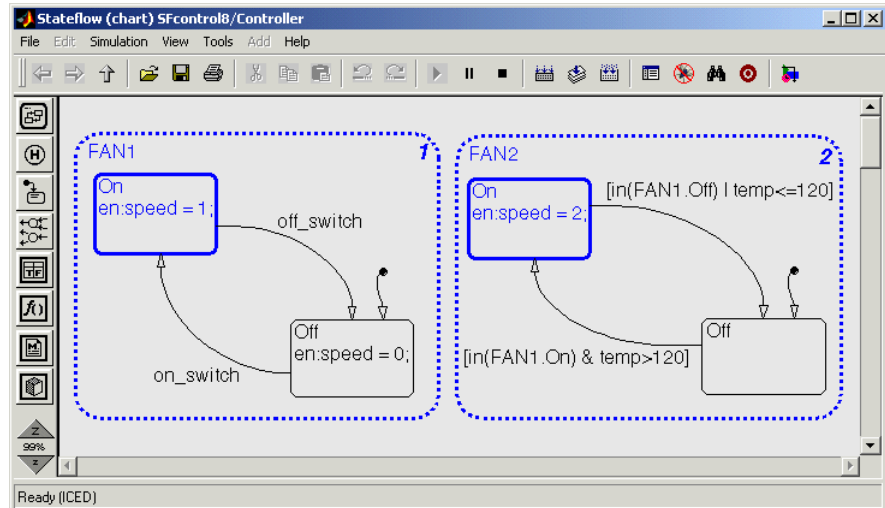 Stateflow (chart) SFcontrol8/Controller
File Edit Simulation View Tools Add Help
FAN1
1
On
en:speed = 1;
off_switch
Off
en:speed = 0;
on_switch
FAN2
2
On
en:speed = 2;
[in(FAN1.Off) | temp<=120]
Off
[in(FAN1.On) & temp>120]
H
TF
f()
M
Z
99%
z
Ready (ICED)